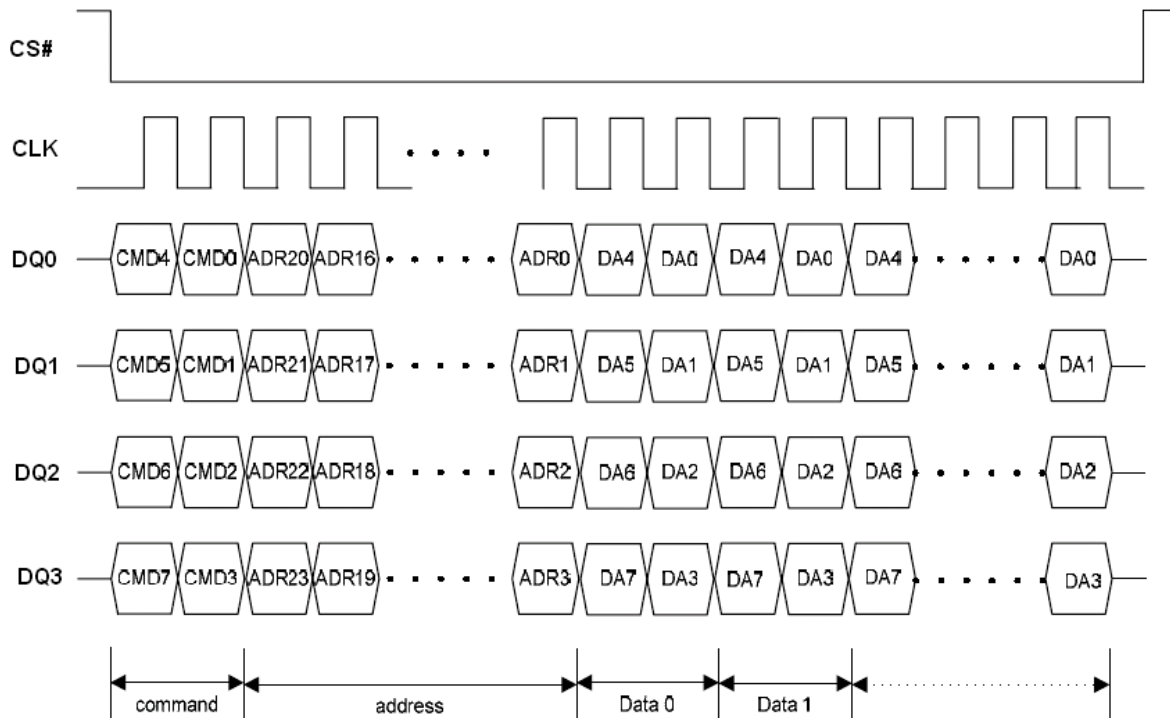 CS#
CLK
DQ0 CMD4 CMD0 ADR20 ADR16 ADR0 DA4 DA0 DA4 DA0 DA4 DA0
DQ1 CMD5 CMD1 ADR21 ADR17 ADR1 DA5 DA1 DA5 DA1 DA5 DA1
DQ2 CMD6 CMD2 ADR22 ADR18 ADR2 DA6 DA2 DA6 DA2 DA6 DA2
DQ3 CMD7 CMD3 ADR23 ADR19 ADR3 DA7 DA3 DA7 DA3 DA7 DA3
command address Data 0 Data 1